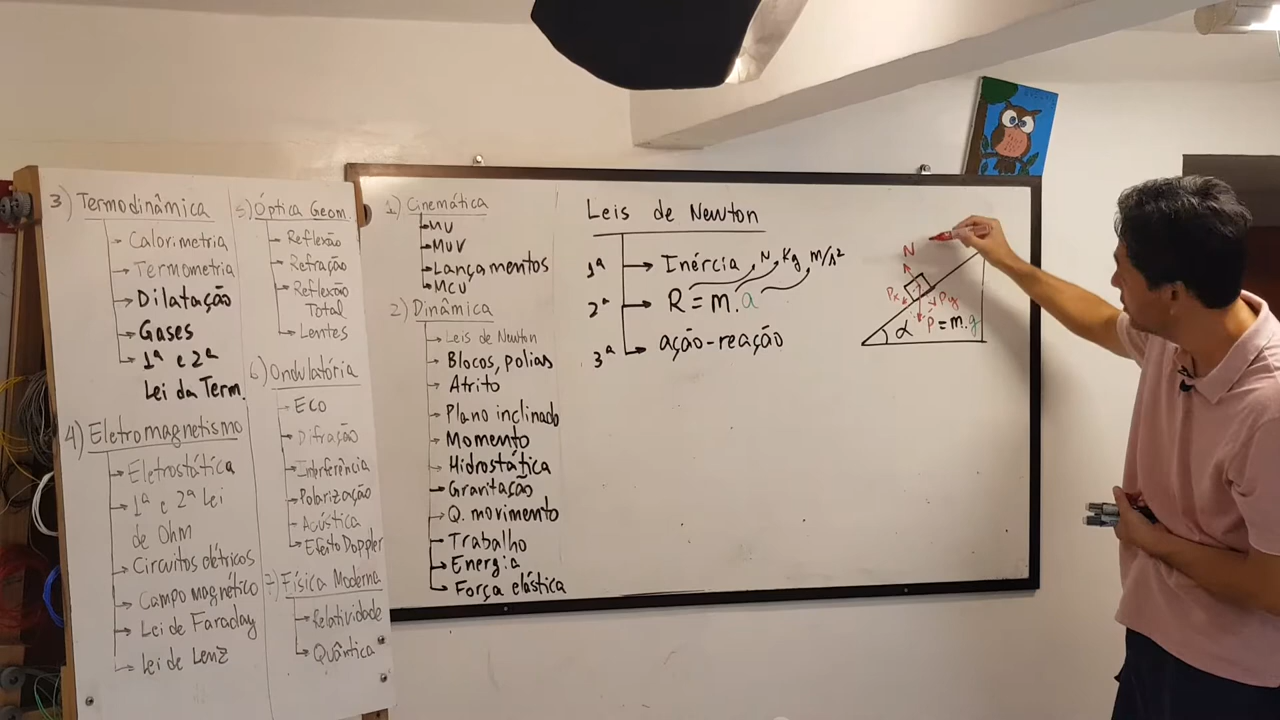 3) Termodinâmica
Calorimetria
Termometria
Dilatação
Gases
1ª e 2ª
Lei da Term.
4) Eletromagnetismo
Eletrostática
1ª e 2ª Lei
de Ohm
Circuitos elétricos
Campo magnético
Lei de Faraday
Lei de Lenz
5) Óptica Geom.
Reflexão
Refração
Reflexão
Total
Lentes
6) Ondulatória
Eco
Difração
Interferência
Polarização
Acústica
Efeito Doppler
7) Física Moderna
Relatividade
Quântica
1) Cinemática
MU
MUV
Lançamentos
MCU
2) Dinâmica
Leis de Newton
Blocos, polias
Atrito
Plano inclinado
Momento
Hidrostática
Gravitação
Q. movimento
Trabalho
Energia
Força elástica
Leis de Newton
1ª Inércia N Kg m/s²
2ª R = m.a
3ª ação-reação
N
Px Py
α P = m.g